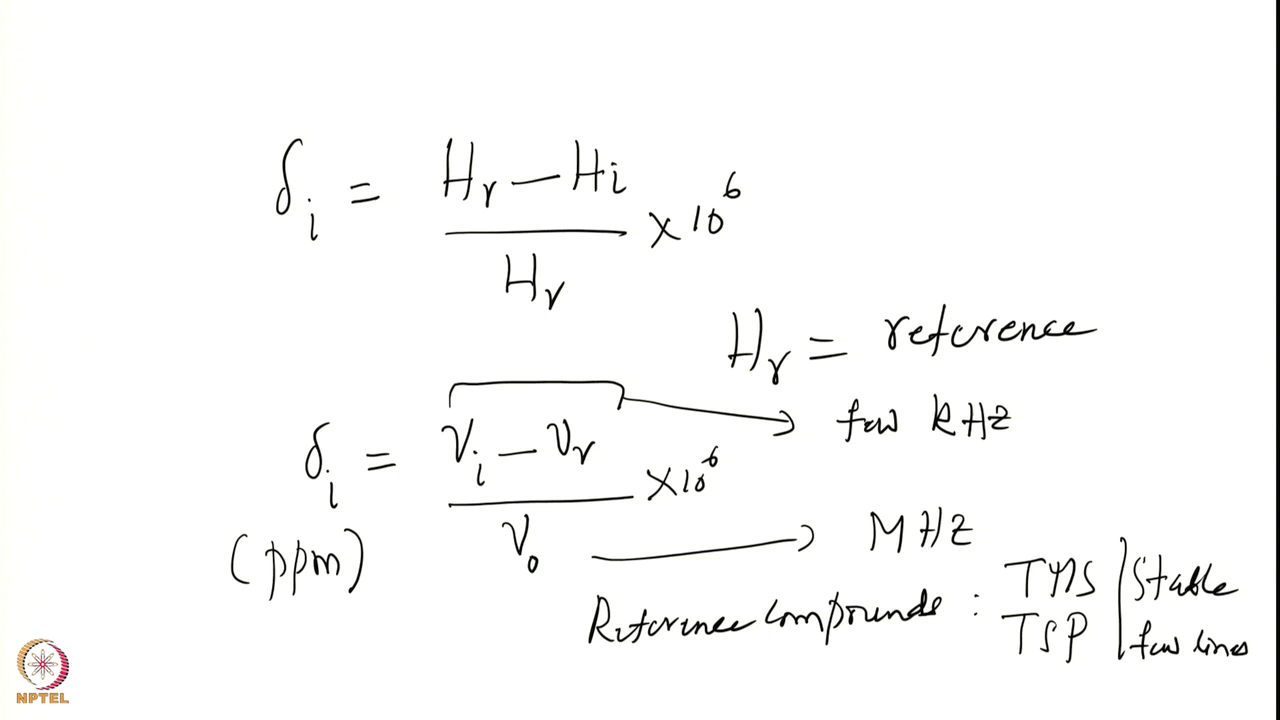 δi = Hr — Hi / Hr × 10^6
Hr = reference
δi = νi — νr / ν0 × 10^6
→ few kHz
(ppm)
→ MHz
Reference compounds : TMS | Stable
TSP | few lines
NPTEL